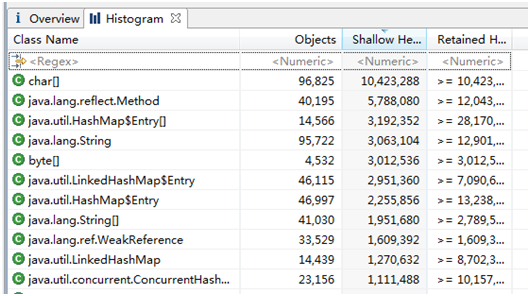 i Overview Histogram
Class Name Objects Shallow He... Retained H...
<Regex> <Numeric> <Numeric> <Numeric>
char[] 96,825 10,423,288 >= 10,423,...
java.lang.reflect.Method 40,195 5,788,080 >= 12,043,...
java.util.HashMap$Entry[] 14,566 3,192,352 >= 28,170,...
java.lang.String 95,722 3,063,104 >= 12,901,...
byte[] 4,532 3,012,536 >= 3,012,5...
java.util.LinkedHashMap$Entry 46,115 2,951,360 >= 7,090,6...
java.util.HashMap$Entry 46,997 2,255,856 >= 13,238,...
java.lang.String[] 41,030 1,951,680 >= 2,789,5...
java.lang.ref.WeakReference 33,529 1,609,392 >= 1,609,3...
java.util.LinkedHashMap 14,439 1,270,632 >= 8,702,3...
java.util.concurrent.ConcurrentHash... 23,156 1,111,488 >= 10,157,...